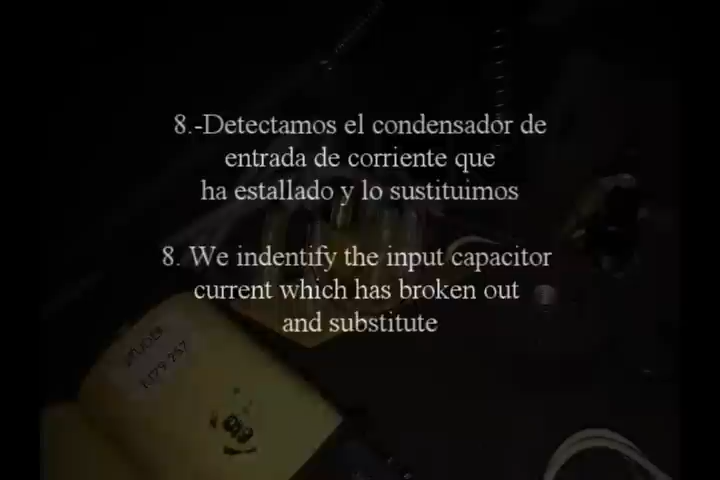 8.-Detectamos el condensador de
entrada de corriente que
ha estallado y lo sustituimos
8. We indentify the input capacitor
current which has broken out
and substitute